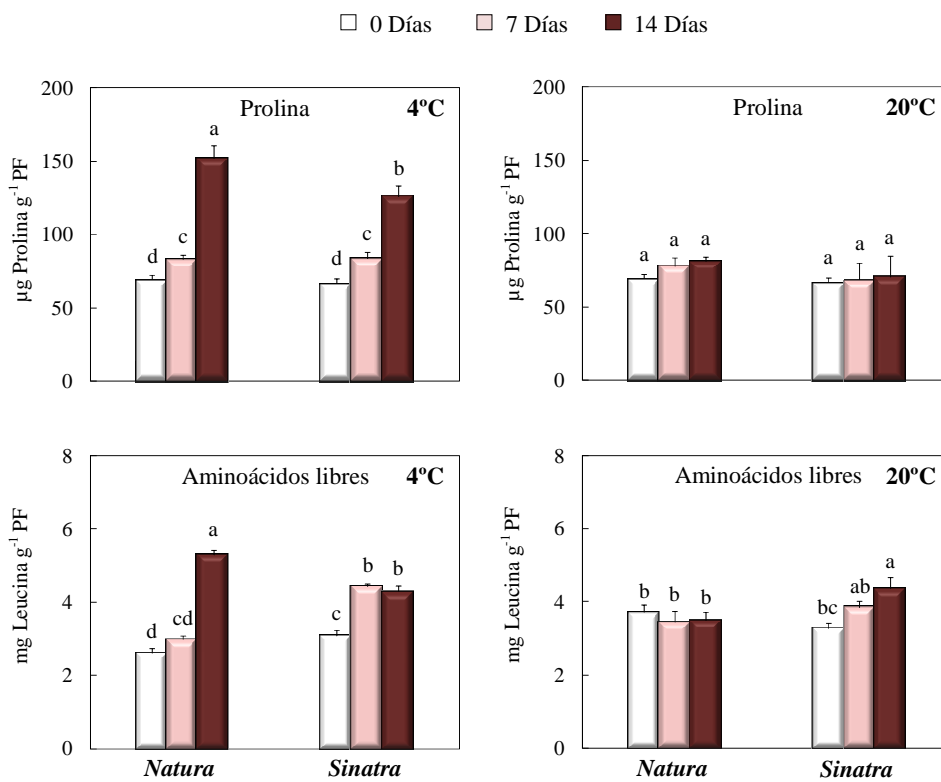 0 Días 7 Días 14 Días
Prolina 4ºC
µg Prolina g-1 PF
200
150
100
50
0
d c a d c b
Prolina 20ºC
µg Prolina g-1 PF
200
150
100
50
0
a a a a a a
Aminoácidos libres 4ºC
mg Leucina g-1 PF
8
6
4
2
0
d cd a c b b
Natura Sinatra
Aminoácidos libres 20ºC
mg Leucina g-1 PF
8
6
4
2
0
b b b bc ab a
Natura Sinatra